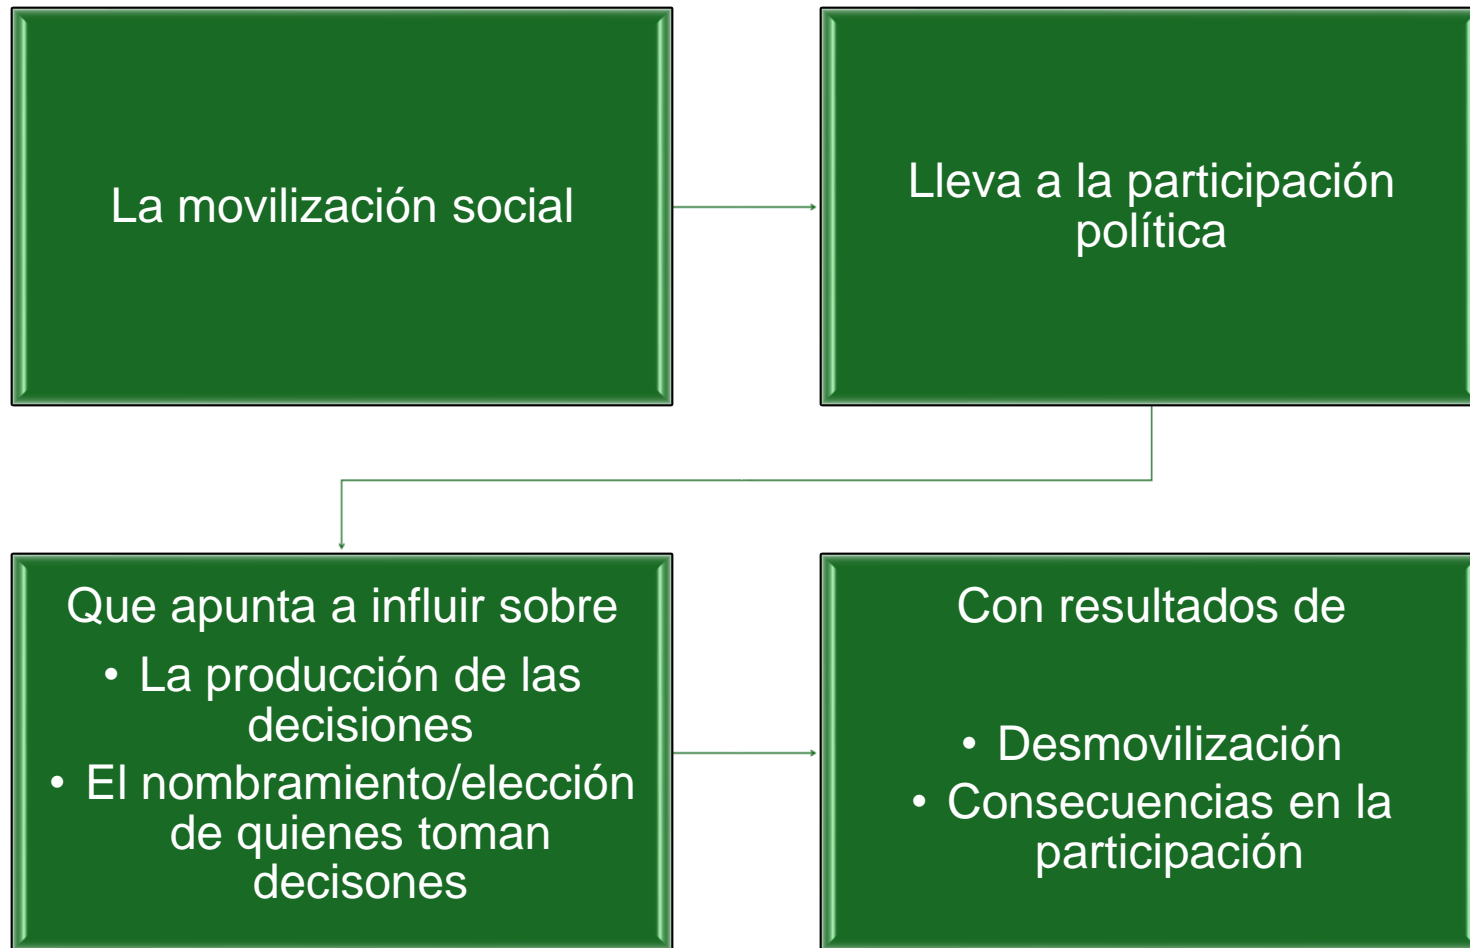 La movilización social
Lleva a la participación
política
Que apunta a influir sobre
• La producción de las
decisiones
• El nombramiento/elección
de quienes toman
decisones
Con resultados de
• Desmovilización
• Consecuencias en la
participación